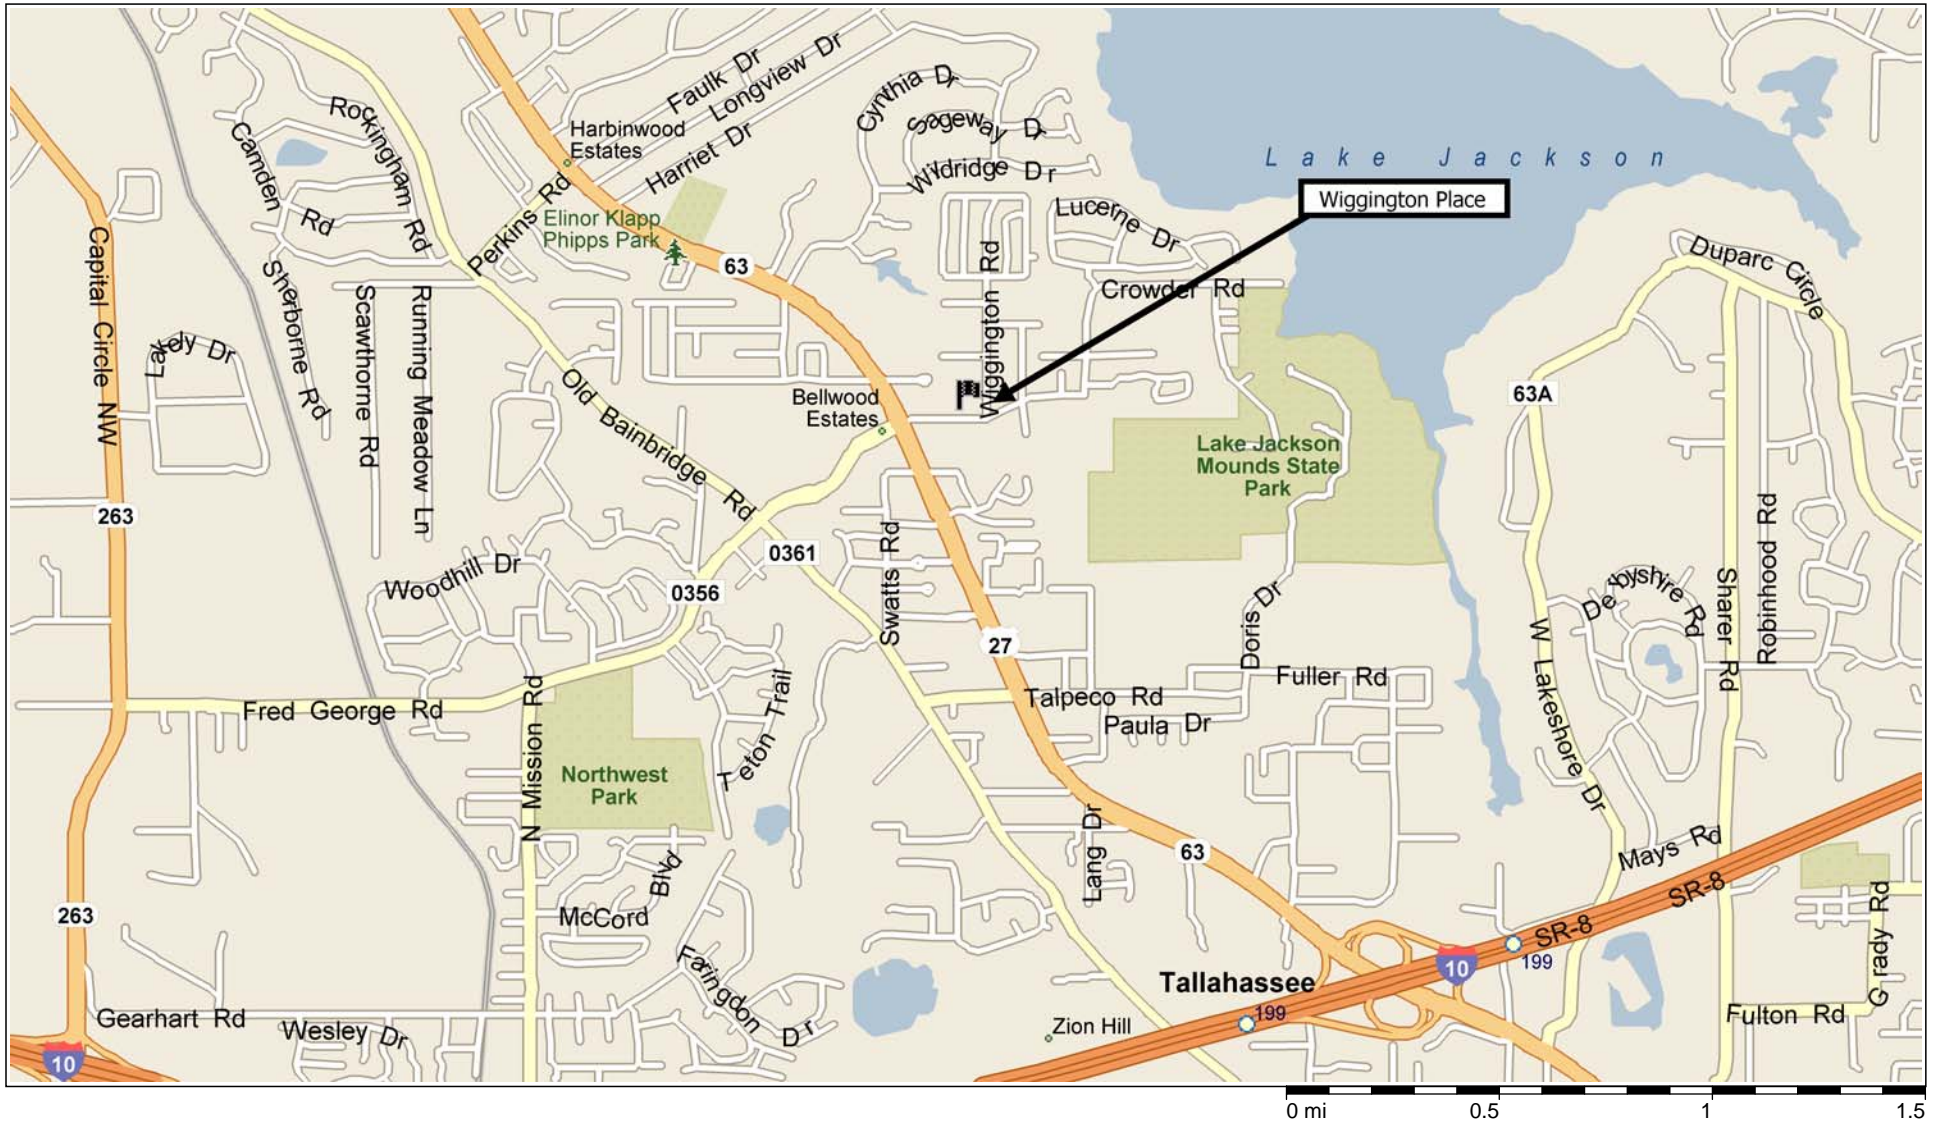 Faulk Dr
Longview Dr
Cynthia Dr
Rockingham Rd
Harbinwood
Estates
Sageway Dr
Camden Rd
Harriet Dr
Wildridge Dr
Lake Jackson
Perkins Rd
Elinor Klapp
Phipps Park
Wiggington Place
Lucerne Dr
63
Capital Circle NW
Sherborne Rd
Scawthorne Rd
Running Meadow Ln
Wiggington Rd
Crowder Rd
Duparc Circle
Lakely Dr
Old Bainbridge Rd
Bellwood
Estates
63A
Lake Jackson
Mounds State
Park
263
0361
Woodhill Dr
0356
Swatts Rd
Doris Dr
Derbyshire Rd
Sharer Rd
Robinhood Rd
27
W Lakeshore Dr
Fred George Rd
N Mission Rd
Teton Trail
Talpeco Rd
Fuller Rd
Paula Dr
Northwest
Park
Lang Dr
63
Mays Rd
McCord Blvd
263
SR-8
SR-8
Grady Rd
Faringdon Dr
10
199
Tallahassee
199
Gearhart Rd
Wesley Dr
Zion Hill
Fulton Rd
10
0 mi 0.5 1 1.5